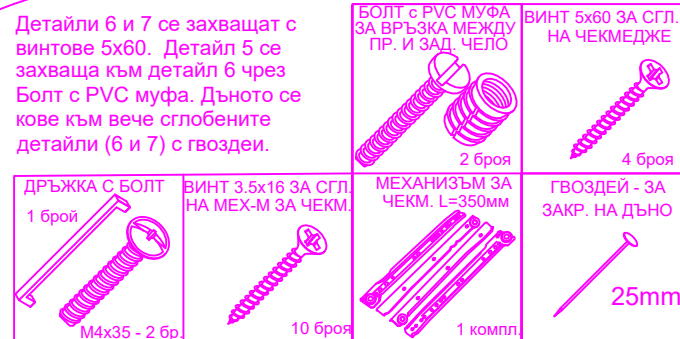 Детайли 6 и 7 се захващат с
винтове 5х60. Детайл 5 се
захваща към детайл 6 чрез
Болт с PVC муфа. Дъното се
кове към вече сглобените
детайли (6 и 7) с гвоздеи.
БОЛТ с PVC МУФА
ЗА ВРЪЗКА МЕЖДУ
ПР. И ЗАД. ЧЕЛО
2 броя
ВИНТ 5х60 ЗА СГЛ.
НА ЧЕКМЕДЖЕ
4 броя
ДРЪЖКА С БОЛТ
1 брой
М4х35 - 2 бр.
ВИНТ 3.5х16 ЗА СГЛ.
НА МЕХ-М ЗА ЧЕКМ.
10 броя
МЕХАНИЗЪМ ЗА
ЧЕКМ. L=350мм
1 компл.
ГВОЗДЕЙ - ЗА
ЗАКР. НА ДЪНО
25mm